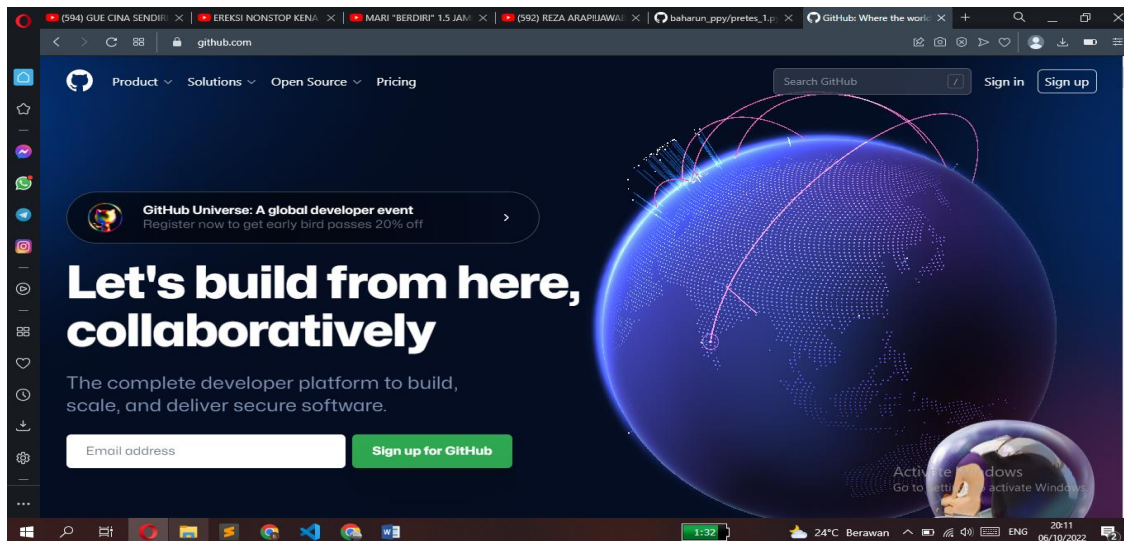 (594) GUE CINA SENDIRI
EREKSI NONSTOP KENA
MARI "BERDIRI" 1.5 JAM
(592) REZA ARAP!!JAWAB
baharun_ppy/pretes_1.p
GitHub: Where the world
github.com
Product
Solutions
Open Source
Pricing
Search GitHub
/
Sign in
Sign up
GitHub Universe: A global developer event
Register now to get early bird passes 20% off
Let's build from here,
collaboratively
The complete developer platform to build,
scale, and deliver secure software.
Email address
Sign up for GitHub
Go to
activate Windows.
1:32
24°C Berawan
ENG
20:11
06/10/2022
2